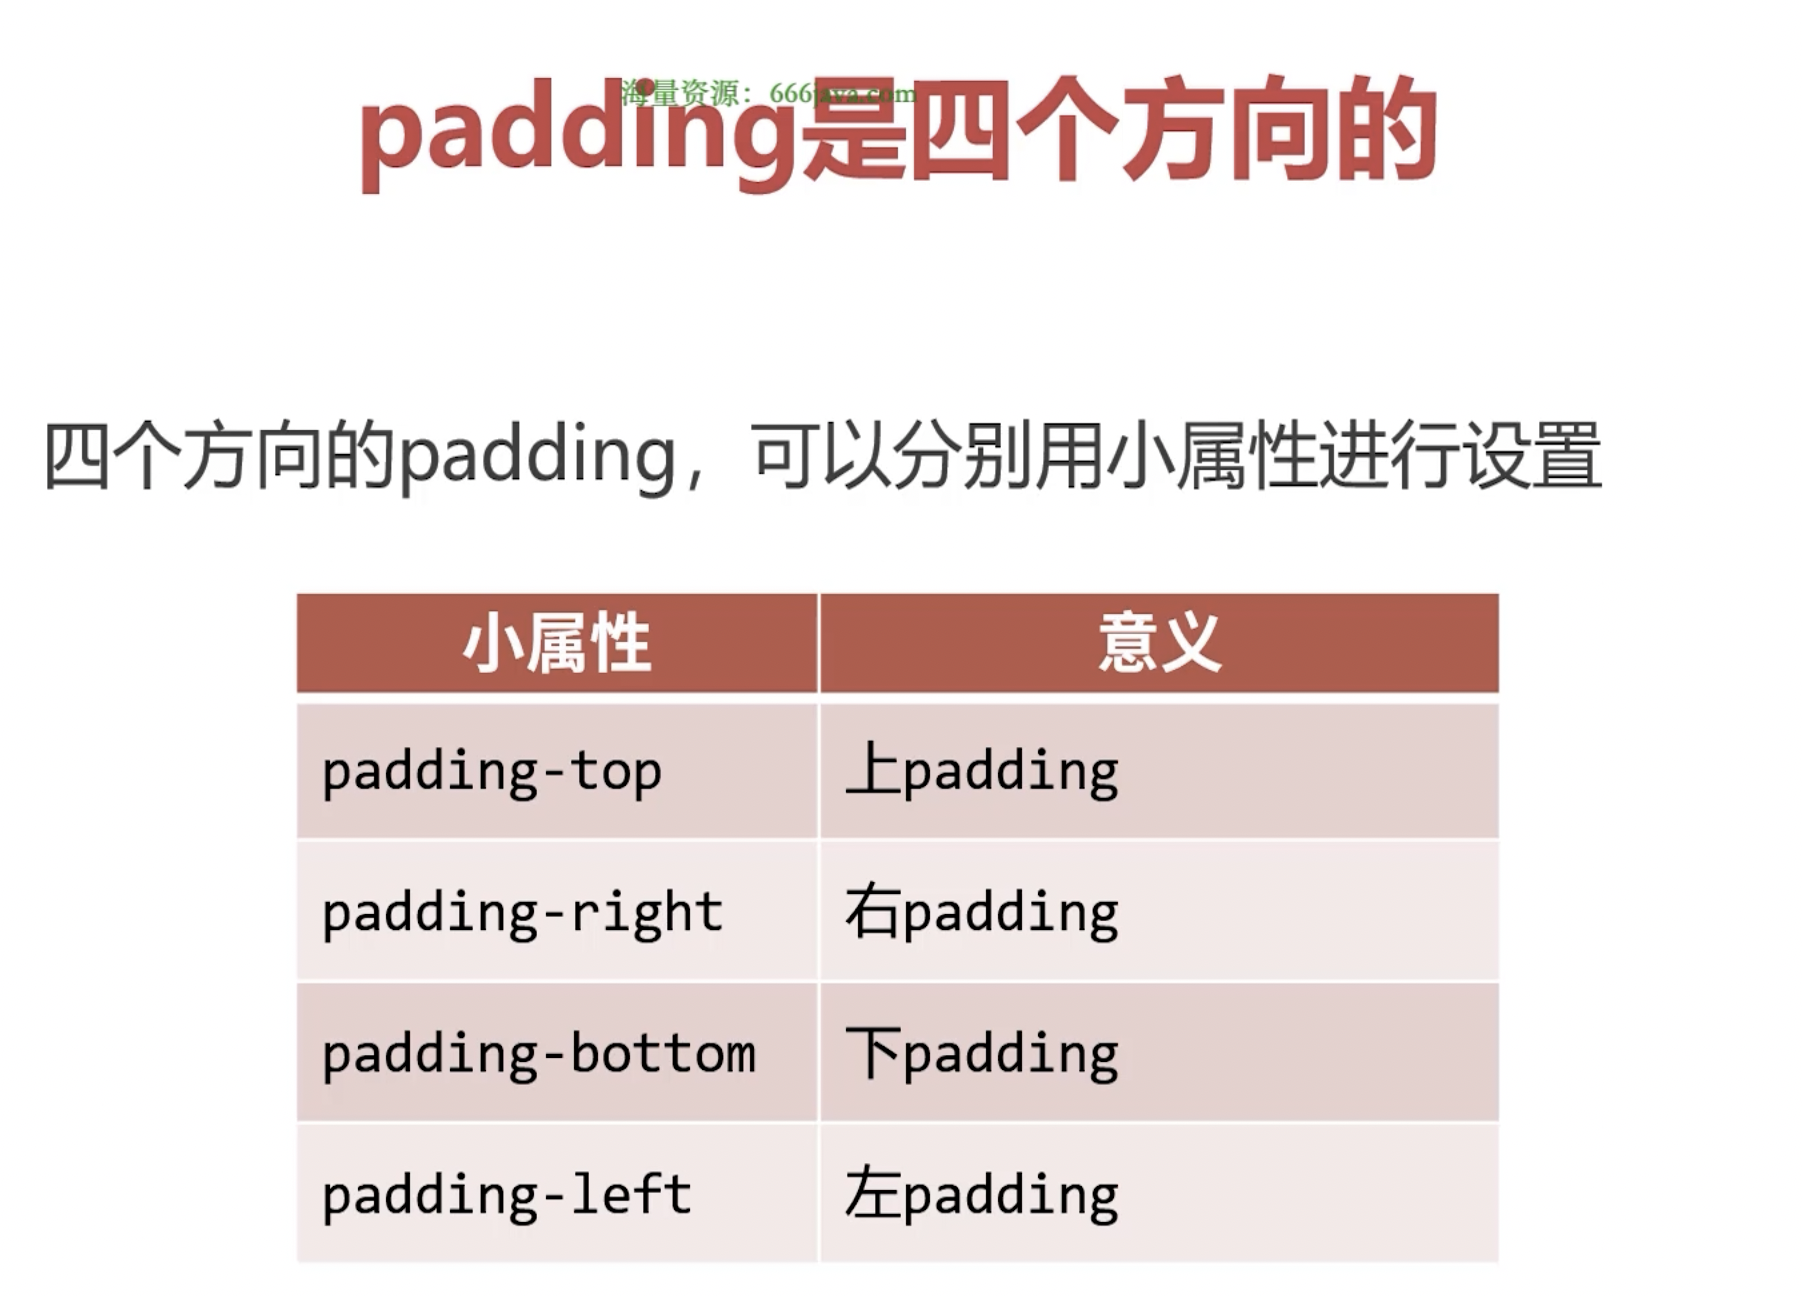 海量资源：666java.com
padding是四个方向的
四个方向的padding，可以分别用小属性进行设置
小属性 意义
padding-top 上padding
padding-right 右padding
padding-bottom 下padding
padding-left 左padding